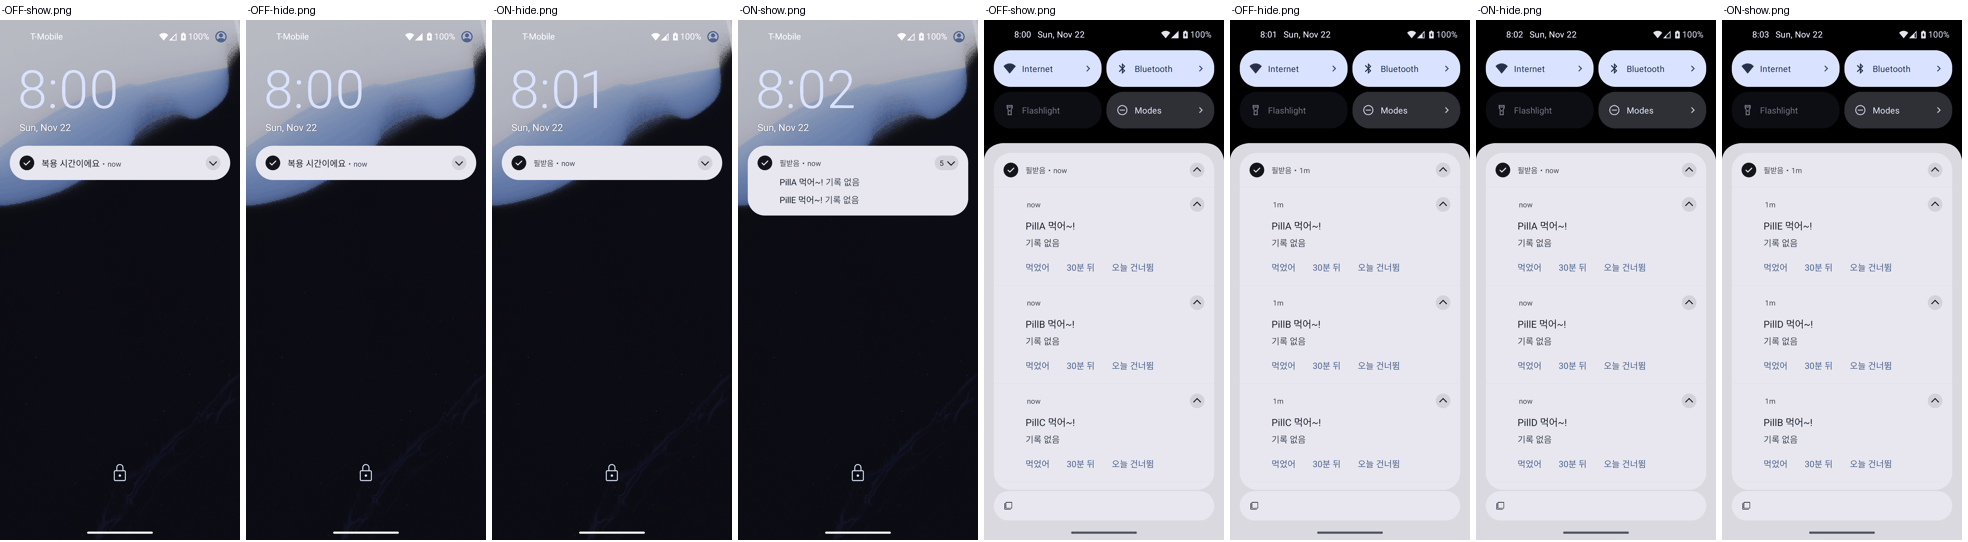 -OFF-show.png
T-Mobile
100%
8:00
Sun, Nov 22
복용 시간이에요 • now
-OFF-hide.png
T-Mobile
100%
8:00
Sun, Nov 22
복용 시간이에요 • now
-ON-hide.png
T-Mobile
100%
8:01
Sun, Nov 22
필받음 • now
-ON-show.png
T-Mobile
100%
8:02
Sun, Nov 22
필받음 • now
5
PillA 먹어~! 기록 없음
PillE 먹어~! 기록 없음
-OFF-show.png
8:00 Sun, Nov 22
100%
Internet
Bluetooth
Flashlight
Modes
필받음 • now
now
PillA 먹어~!
기록 없음
먹었어 30분 뒤 오늘 건너뜀
now
PillB 먹어~!
기록 없음
먹었어 30분 뒤 오늘 건너뜀
now
PillC 먹어~!
기록 없음
먹었어 30분 뒤 오늘 건너뜀
-OFF-hide.png
8:01 Sun, Nov 22
100%
Internet
Bluetooth
Flashlight
Modes
필받음 • 1m
1m
PillA 먹어~!
기록 없음
먹었어 30분 뒤 오늘 건너뜀
1m
PillB 먹어~!
기록 없음
먹었어 30분 뒤 오늘 건너뜀
1m
PillC 먹어~!
기록 없음
먹었어 30분 뒤 오늘 건너뜀
-ON-hide.png
8:02 Sun, Nov 22
100%
Internet
Bluetooth
Flashlight
Modes
필받음 • now
now
PillA 먹어~!
기록 없음
먹었어 30분 뒤 오늘 건너뜀
now
PillE 먹어~!
기록 없음
먹었어 30분 뒤 오늘 건너뜀
now
PillD 먹어~!
기록 없음
먹었어 30분 뒤 오늘 건너뜀
-ON-show.png
8:03 Sun, Nov 22
100%
Internet
Bluetooth
Flashlight
Modes
필받음 • 1m
1m
PillE 먹어~!
기록 없음
먹었어 30분 뒤 오늘 건너뜀
1m
PillD 먹어~!
기록 없음
먹었어 30분 뒤 오늘 건너뜀
1m
PillB 먹어~!
기록 없음
먹었어 30분 뒤 오늘 건너뜀